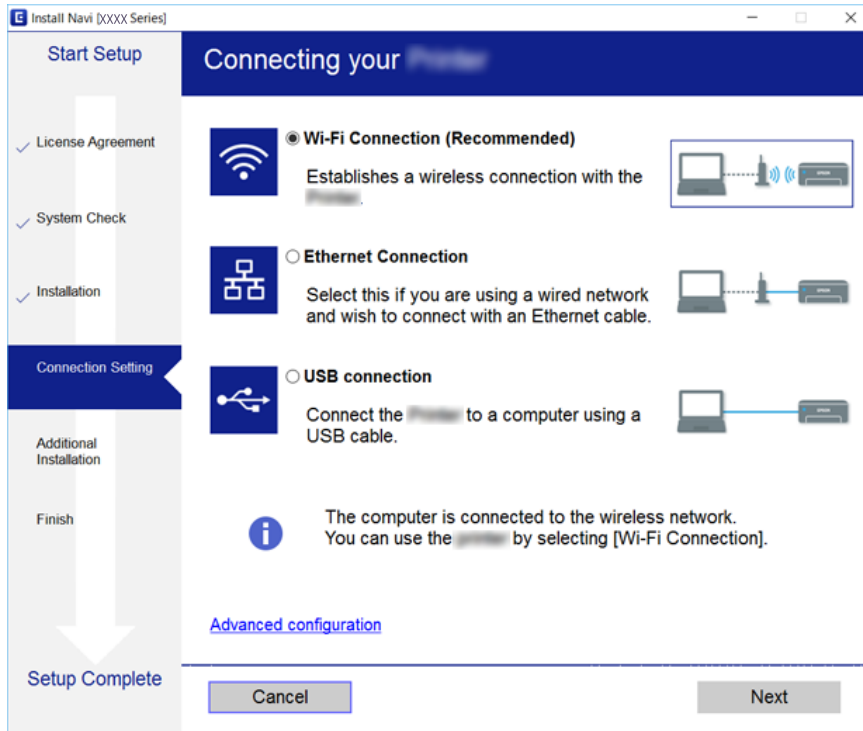 Install Navi [XXXX Series]
Start Setup
License Agreement
System Check
Installation
Connection Setting
Additional
Installation
Finish
Setup Complete
Connecting your
Wi-Fi Connection (Recommended)
Establishes a wireless connection with the
.
Ethernet Connection
Select this if you are using a wired network
and wish to connect with an Ethernet cable.
USB connection
Connect the to a computer using a
USB cable.
The computer is connected to the wireless network.
You can use the by selecting [Wi-Fi Connection].
Advanced configuration
Cancel
Next